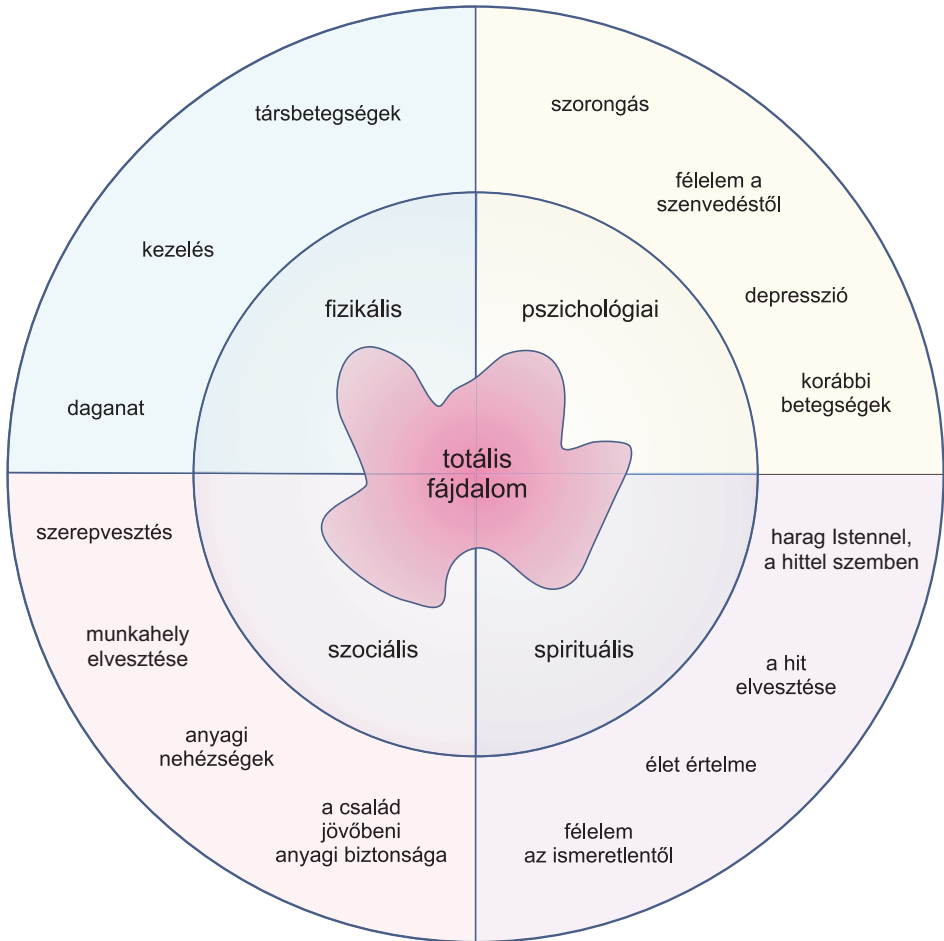 társbetegségek
kezelés
daganat
fizikális
szorongás
félelem a
szenvedéstől
depresszió
korábbi
betegségek
pszichológiai
totális
fájdalom
szerepvesztés
munkahely
elvesztése
anyagi
nehézségek
a család
jövőbeni
anyagi biztonsága
szociális
harag Istennel,
a hittel szemben
a hit
elvesztése
élet értelme
félelem
az ismeretlentől
spirituális